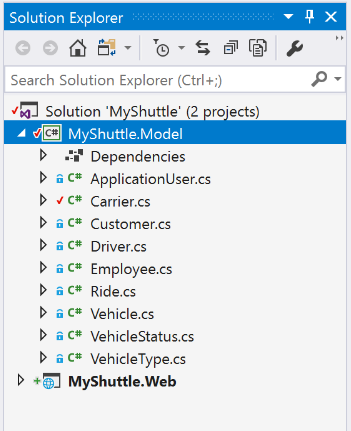 Solution Explorer
Search Solution Explorer (Ctrl+;)
Solution 'MyShuttle' (2 projects)
C# MyShuttle.Model
Dependencies
C# ApplicationUser.cs
C# Carrier.cs
C# Customer.cs
C# Driver.cs
C# Employee.cs
C# Ride.cs
C# Vehicle.cs
C# VehicleStatus.cs
C# VehicleType.cs
MyShuttle.Web